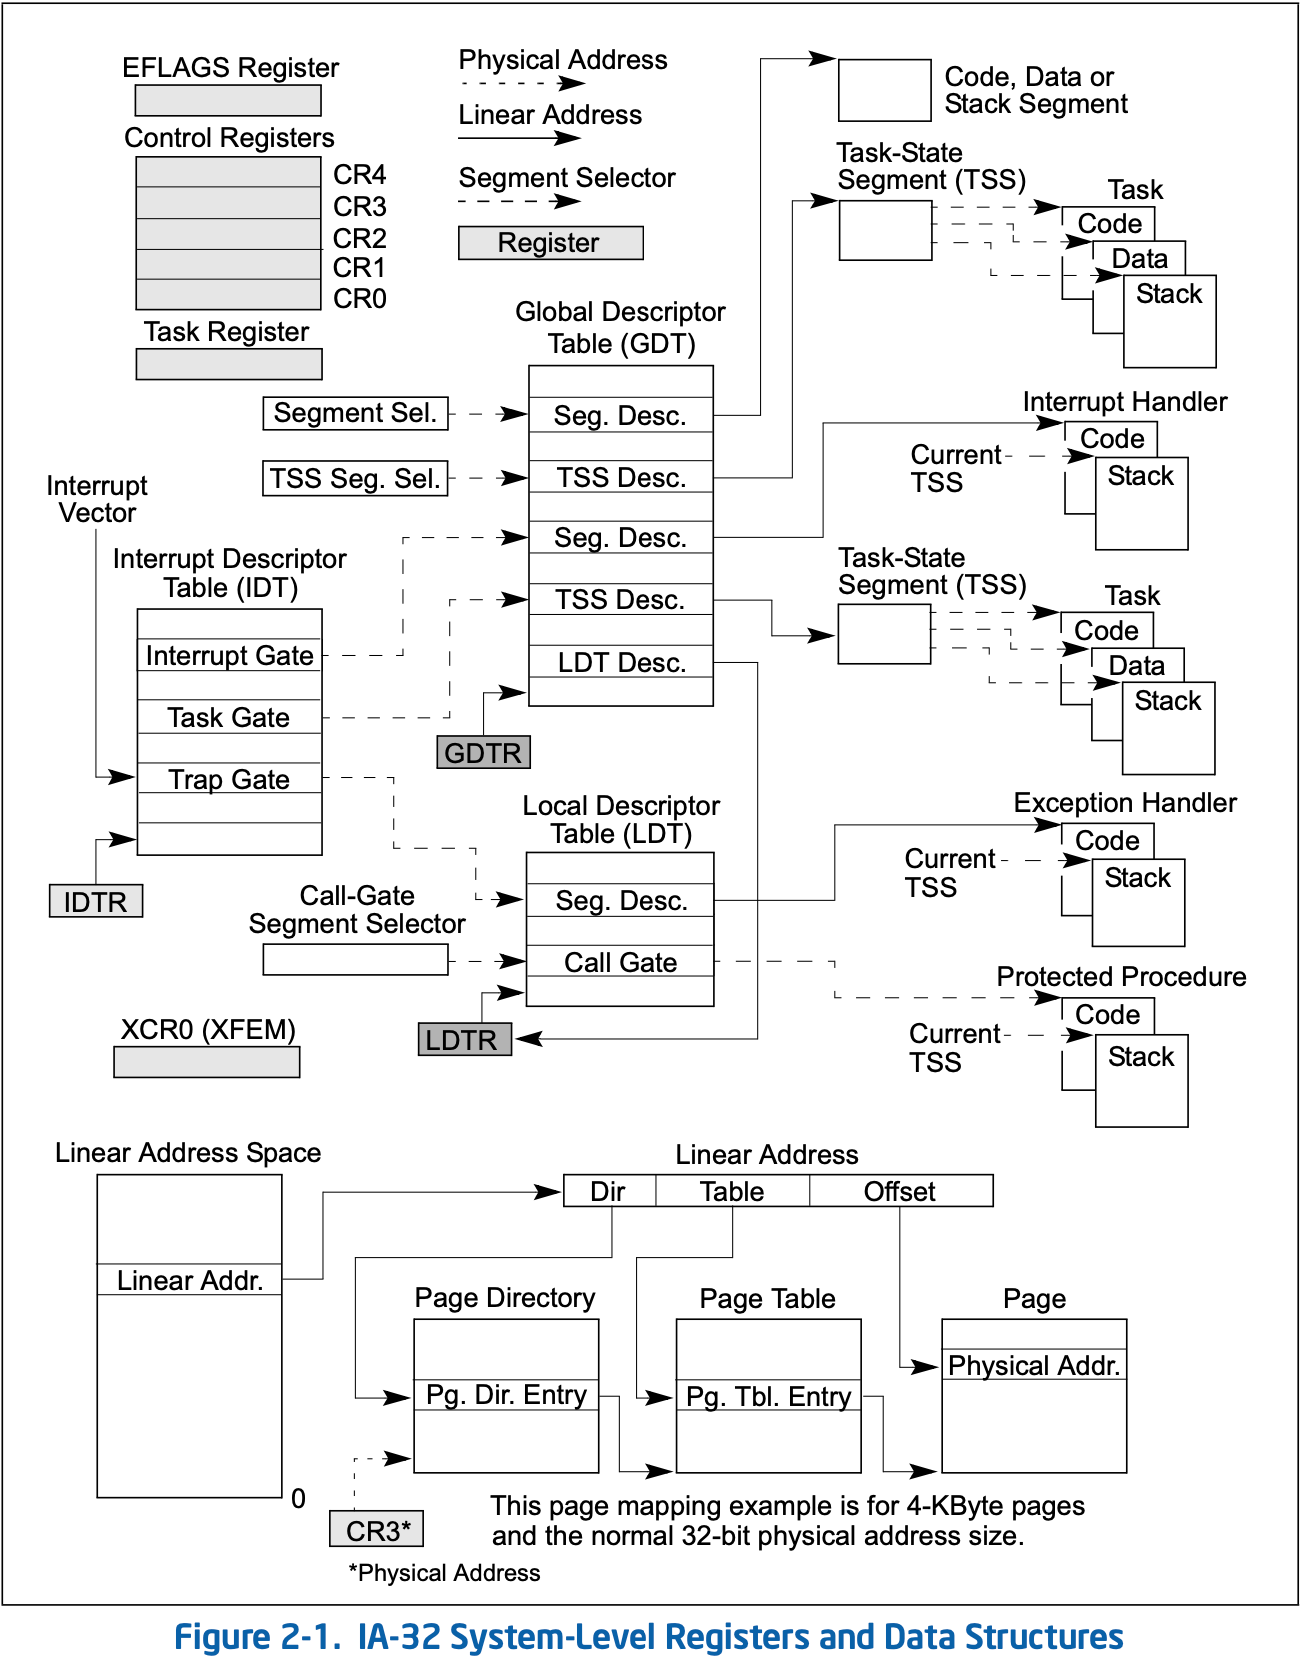 EFLAGS Register
Control Registers
CR4
CR3
CR2
CR1
CR0
Task Register
Physical Address
Linear Address
Segment Selector
Register
Code, Data or
Stack Segment
Task-State
Segment (TSS)
Task
Code
Data
Stack
Global Descriptor
Table (GDT)
Segment Sel.
Seg. Desc.
TSS Seg. Sel.
TSS Desc.
Seg. Desc.
TSS Desc.
LDT Desc.
GDTR
Interrupt Handler
Code
Stack
Current
TSS
Interrupt
Vector
Interrupt Descriptor
Table (IDT)
Interrupt Gate
Task Gate
Trap Gate
IDTR
Task-State
Segment (TSS)
Task
Code
Data
Stack
Local Descriptor
Table (LDT)
Seg. Desc.
Call Gate
Call-Gate
Segment Selector
LDTR
Exception Handler
Code
Stack
Current
TSS
Protected Procedure
Code
Stack
Current
TSS
XCR0 (XFEM)
Linear Address Space
Linear Addr.
0
Linear Address
Dir
Table
Offset
Page Directory
Pg. Dir. Entry
Page Table
Pg. Tbl. Entry
Page
Physical Addr.
CR3*
*Physical Address
This page mapping example is for 4-KByte pages
and the normal 32-bit physical address size.
Figure 2-1. IA-32 System-Level Registers and Data Structures